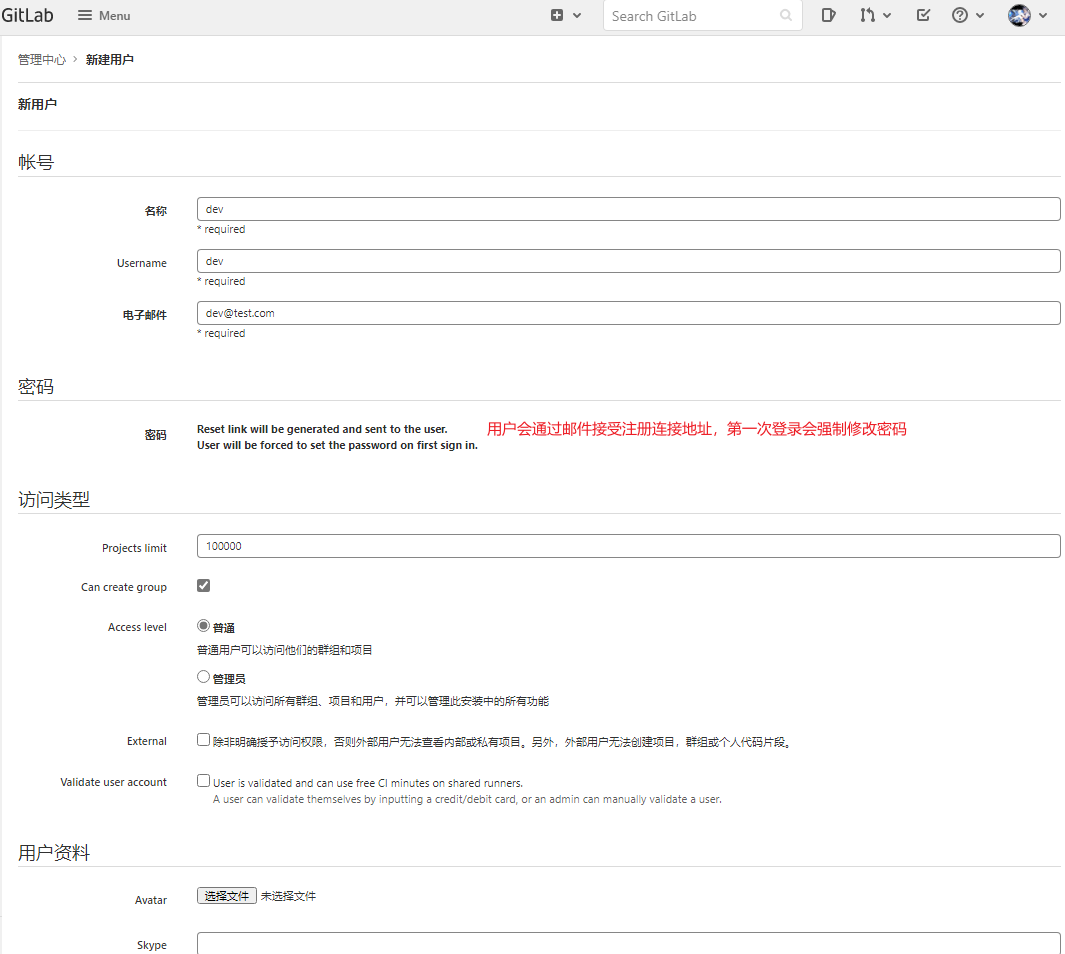 GitLab Menu Search GitLab
管理中心 > 新建用户
新用户
帐号
名称 dev
* required
Username dev
* required
电子邮件 dev@test.com
* required
密码
密码 Reset link will be generated and sent to the user.
User will be forced to set the password on first sign in.
用户会通过邮件接受注册连接地址，第一次登录会强制修改密码
访问类型
Projects limit 100000
Can create group
Access level 普通
普通用户可以访问他们的群组和项目
管理员
管理员可以访问所有群组、项目和用户，并可以管理此安装中的所有功能
External 除非明确授予访问权限，否则外部用户无法查看内部或私有项目。另外，外部用户无法创建项目，群组或个人代码片段。
Validate user account User is validated and can use free CI minutes on shared runners.
A user can validate themselves by inputting a credit/debit card, or an admin can manually validate a user.
用户资料
Avatar 选择文件 未选择文件
Skype